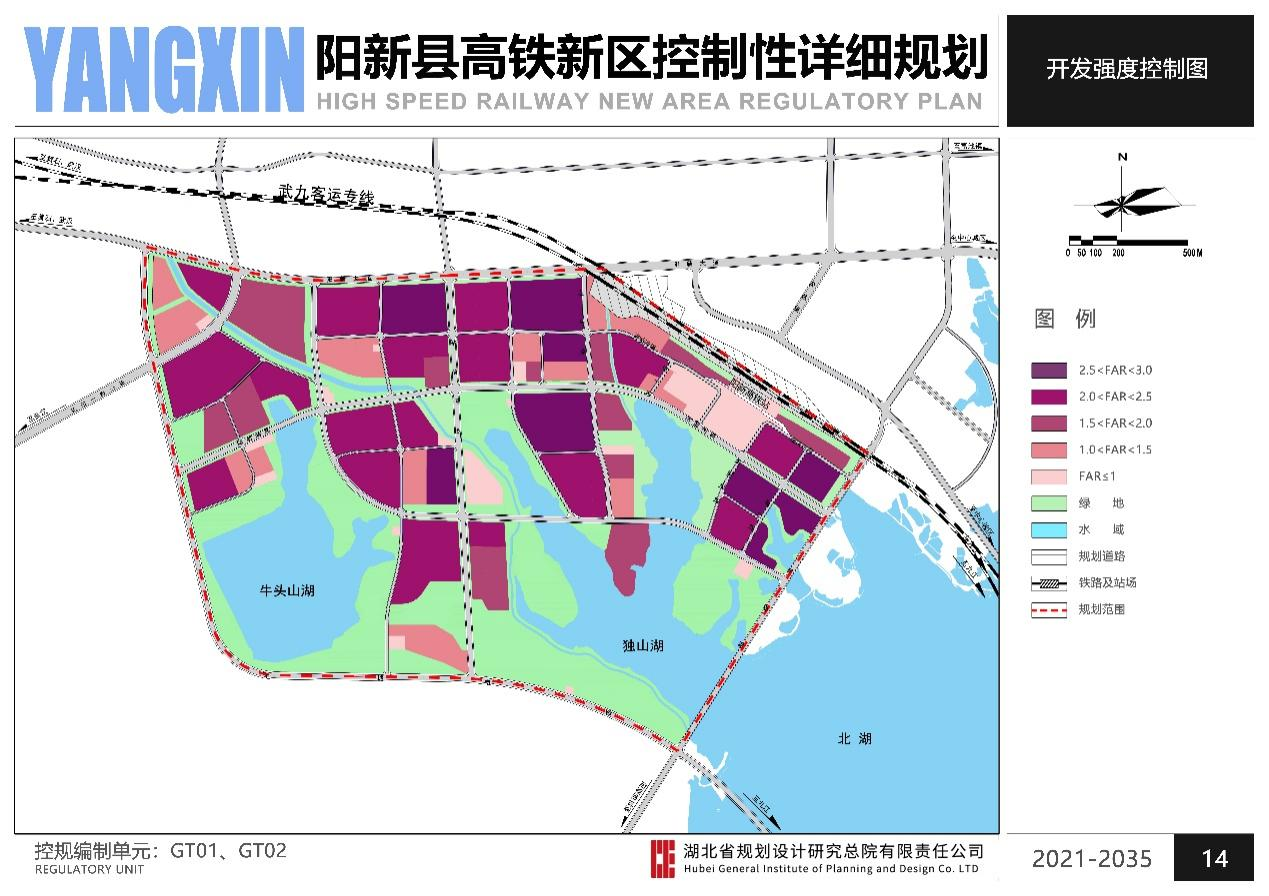 YANGXIN
阳新县高铁新区控制性详细规划
HIGH SPEED RAILWAY NEW AREA REGULATORY PLAN
开发强度控制图
武九客运专线
N
0 50 100 200 500M
图 例
2.5<FAR<3.0
2.0<FAR<2.5
1.5<FAR<2.0
1.0<FAR<1.5
FAR≤1
绿 地
水 域
规划道路
铁路及站场
规划范围
牛头山湖
独山湖
北 湖
控规编制单元：GT01、GT02
REGULATORY UNIT
湖北省规划设计研究总院有限责任公司
Hubei General Institute of Planning and Design Co. LTD
2021-2035
14